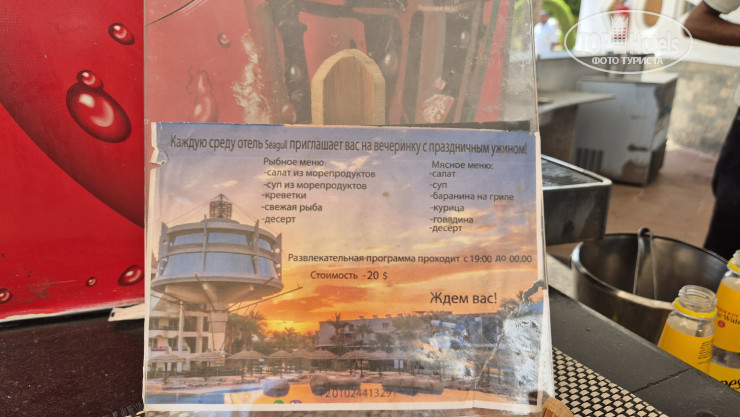 Каждую среду отель Seagull приглашает вас на вечеринку с праздничным ужином!
Рыбное меню:
-салат из морепродуктов
-суп из морепродуктов
-креветки
-свежая рыба
-десерт
Мясное меню:
-салат
-суп
-баранина на гриле
-курица
-говядина
-десерт
Развлекательная программа проходит с 19:00 до 00.00
Стоимость - 20 $
Ждем вас!
ФОТО ТУРИСТА